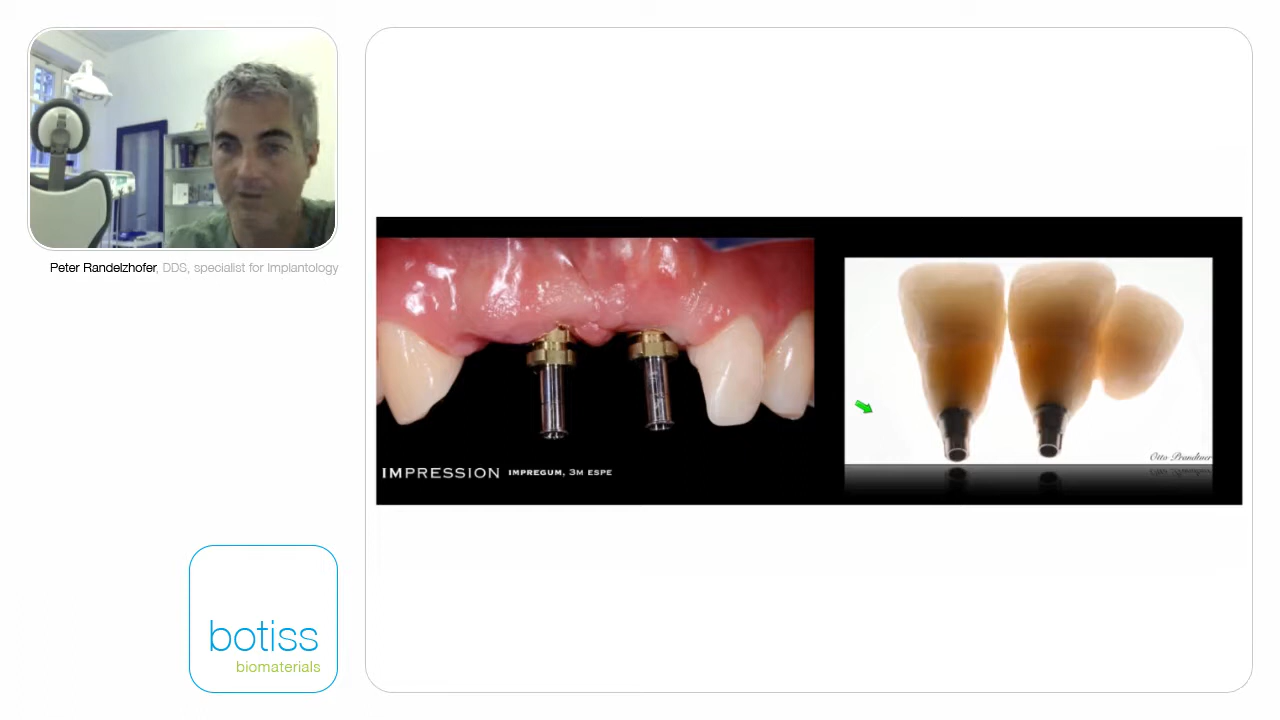 Peter Randelzhofer, DDS, specialist for Implantology
IMPRESSION IMPREGUM, 3M ESPE
Otto Prandtner
botiss
biomaterials